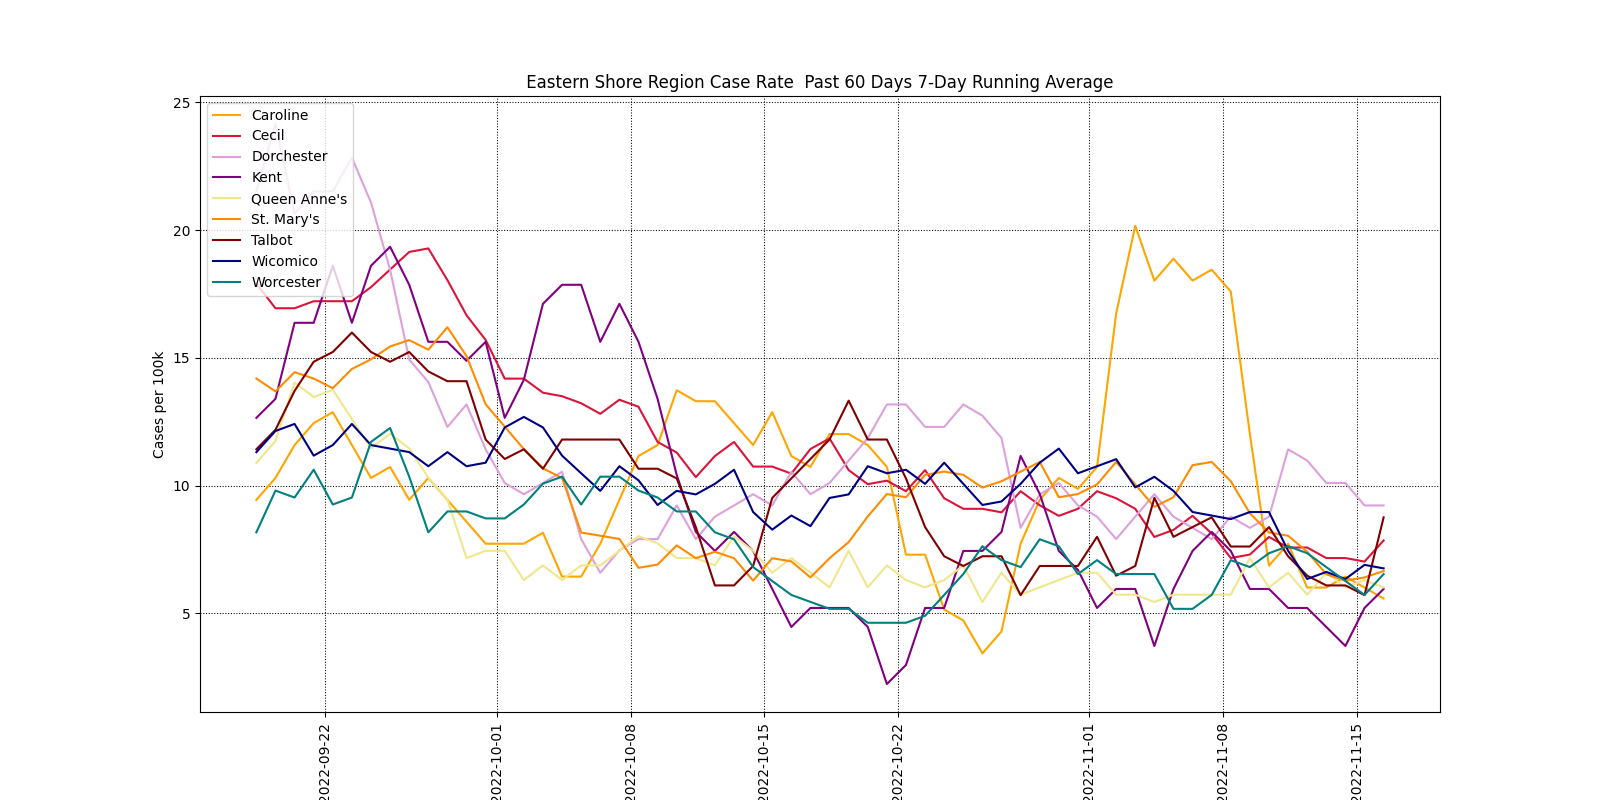 Eastern Shore Region Case Rate  Past 60 Days 7-Day Running Average
Cases per 100k
25
20
15
10
5
Caroline
Cecil
Dorchester
Kent
Queen Anne's
St. Mary's
Talbot
Wicomico
Worcester
2022-09-22
2022-10-01
2022-10-08
2022-10-15
2022-10-22
2022-11-01
2022-11-08
2022-11-15